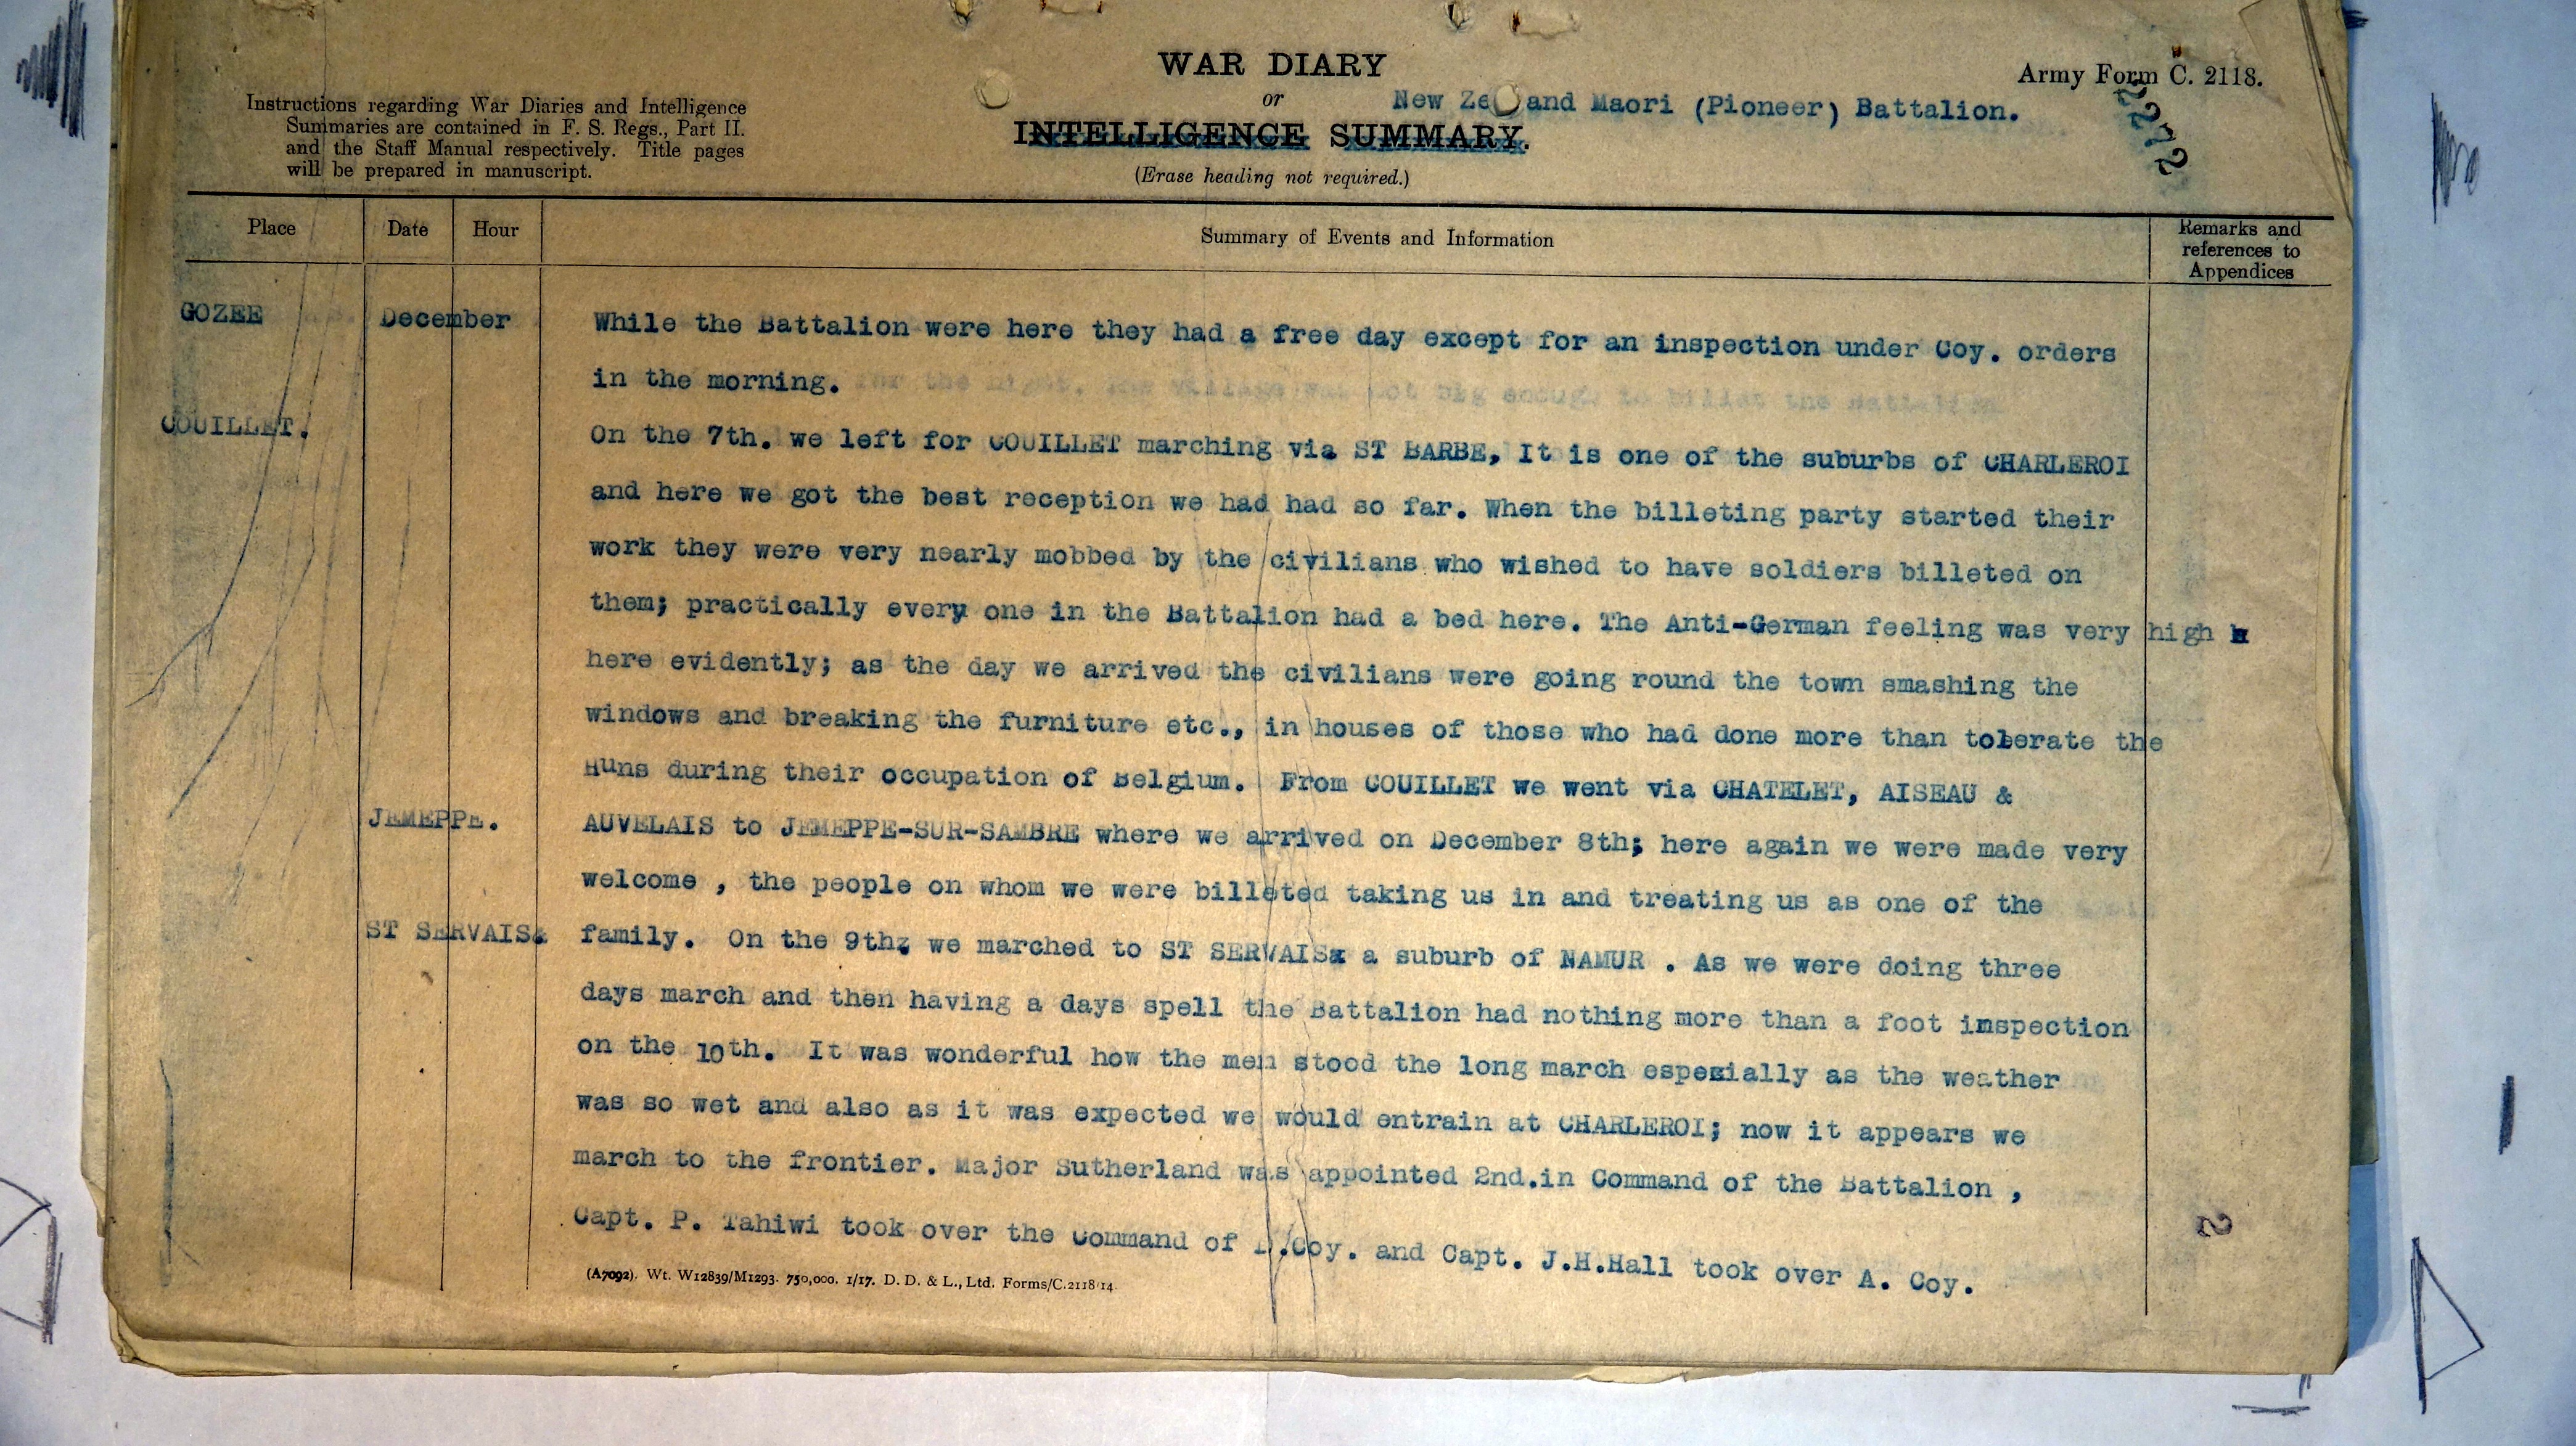 WAR DIARY
or
INTELLIGENCE SUMMARY.
(Erase heading not required.)
Instructions regarding War Diaries and Intelligence
Summaries are contained in F. S. Regs., Part II.
and the Staff Manual respectively. Title pages
will be prepared in manuscript.
New Zealand Maori (Pioneer) Battalion.
Army Form C. 2118.
Place Date Hour Summary of Events and Information Remarks and
references to
Appendices
GOZEE December While the Battalion were here they had a free day except for an inspection under Coy. orders
in the morning.
COUILLET. On the 7th. we left for COUILLET marching via ST BARBE, It is one of the suburbs of CHARLEROI
and here we got the best reception we had had so far. When the billeting party started their
work they were very nearly mobbed by the civilians who wished to have soldiers billeted on
them; practically every one in the Battalion had a bed here. The Anti-German feeling was very high
here evidently; as the day we arrived the civilians were going round the town smashing the
windows and breaking the furniture etc., in houses of those who had done more than tolerate the
Huns during their occupation of Belgium. From COUILLET we went via CHATELET, AISEAU &
JEMEPPE. AUVELAIS to JEMEPPE-SUR-SAMBRE where we arrived on December 8th; here again we were made very
welcome , the people on whom we were billeted taking us in and treating us as one of the
ST SERVAIS. family. On the 9th. we marched to ST SERVAIS a suburb of NAMUR . As we were doing three
days march and then having a days spell the Battalion had nothing more than a foot inspection
on the 10th. It was wonderful how the men stood the long march especially as the weather
was so wet and also as it was expected we would entrain at CHARLEROI; now it appears we
march to the frontier. Major Sutherland was appointed 2nd.in Command of the Battalion ,
Capt. P. Tahiwi took over the Command of Coy. and Capt. J.H.Hall took over A. Coy.
(A7092). Wt. W12839/M1293. 750,000. 1/17. D. D. & L., Ltd. Forms/C.2118/14.